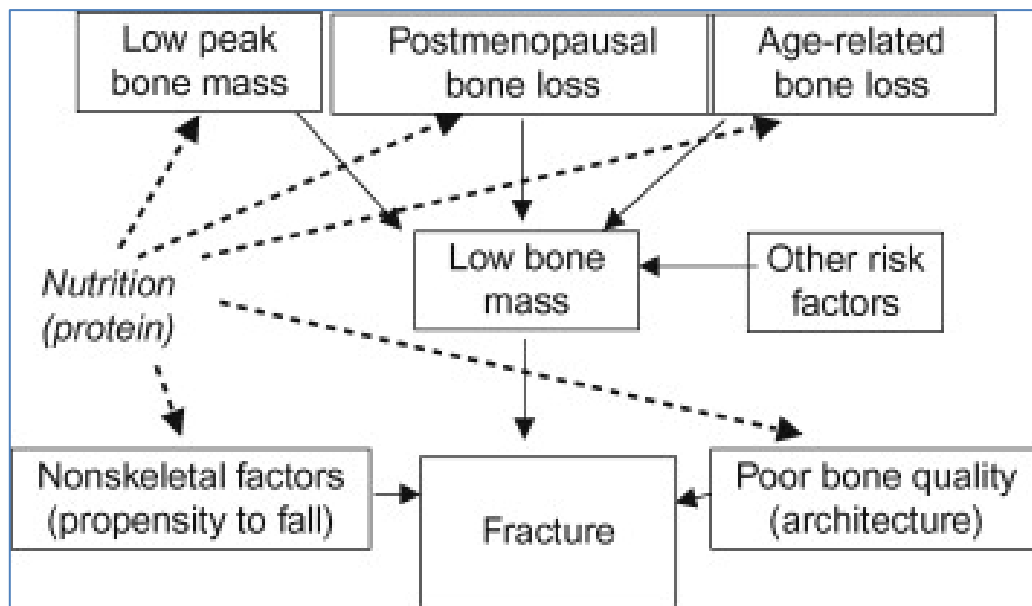 Low peak
bone mass
Postmenopausal
bone loss
Age-related
bone loss
Nutrition
(protein)
Low bone
mass
Other risk
factors
Nonskeletal factors
(propensity to fall)
Fracture
Poor bone quality
(architecture)